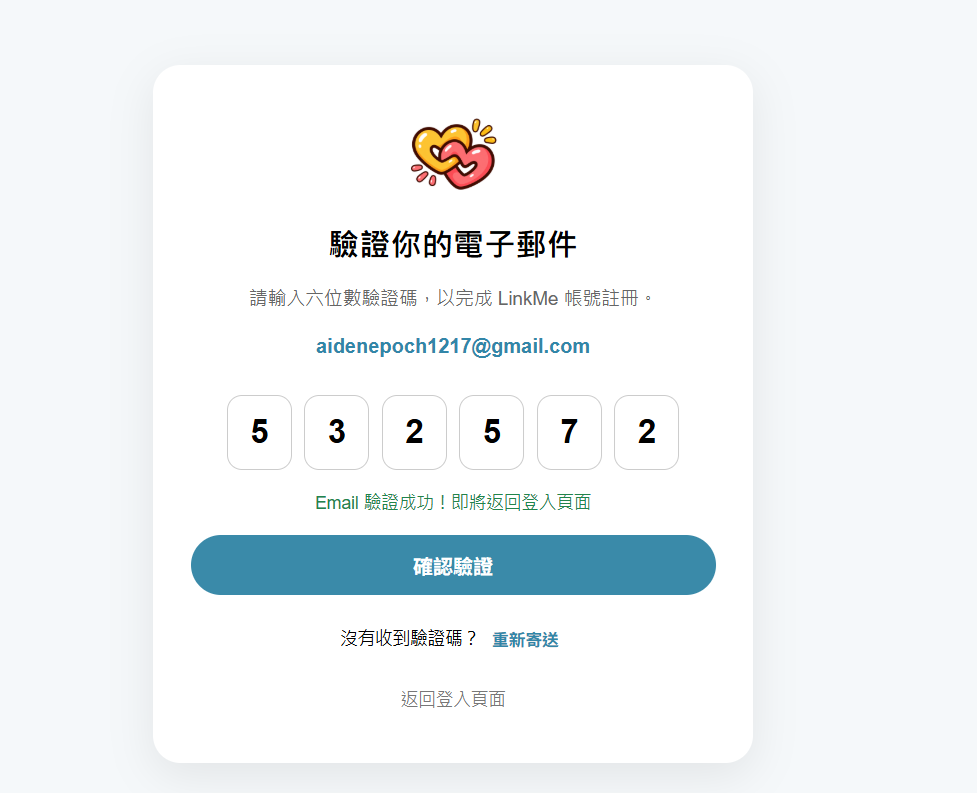 驗證你的電子郵件
請輸入六位數驗證碼，以完成 LinkMe 帳號註冊。
aidenepoch1217@gmail.com
5 3 2 5 7 2
Email 驗證成功！即將返回登入頁面
確認驗證
沒有收到驗證碼？ 重新寄送
返回登入頁面